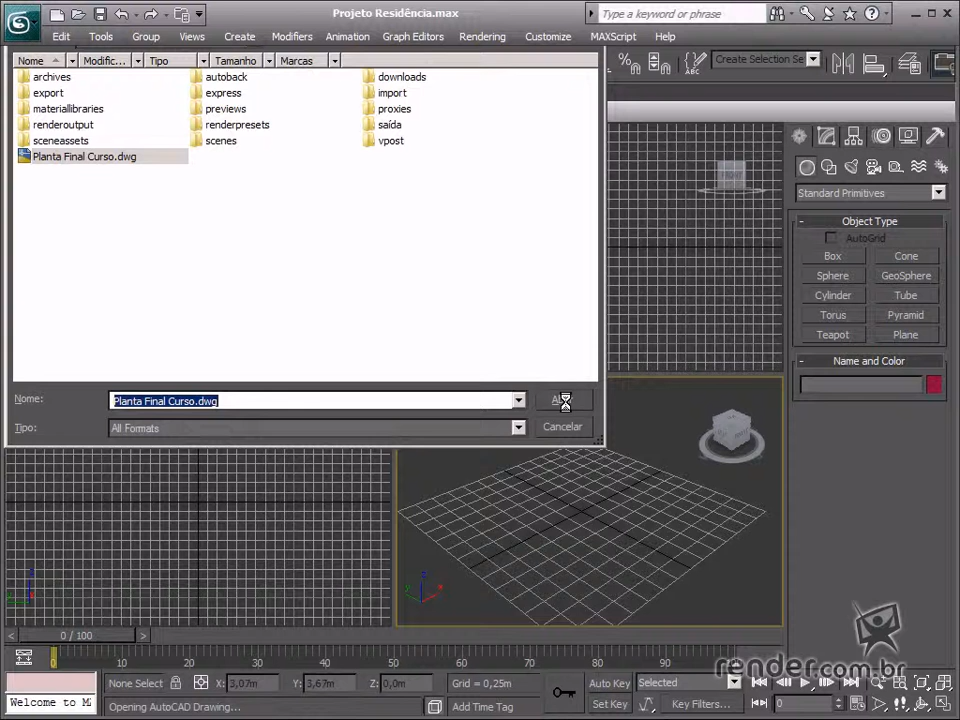 Projeto Residência.max
Type a keyword or phrase
Edit Tools Group Views Create Modifiers Animation Graph Editors Rendering Customize MAXScript Help
Nome Modific... Tipo Tamanho Marcas
Create Selection Se
archives autoback downloads
export express import
materiallibraries previews proxies
renderoutput renderpresets saída
sceneassets scenes vpost
Planta Final Curso.dwg
Standard Primitives
- Object Type
AutoGrid
Box Cone
Sphere GeoSphere
Cylinder Tube
Torus Pyramid
Teapot Plane
- Name and Color
Nome: Planta Final Curso.dwg
Tipo: All Formats Cancelar
< 0 / 100 >
0 10 20 30 40 50 60 70 80 90
render.com.br
None Select X: 3,07m Y: 3,67m Z: 0,0m Grid = 0,25m Auto Key Selected
Welcome to M Opening AutoCAD Drawing... Add Time Tag Set Key Key Filters... 0